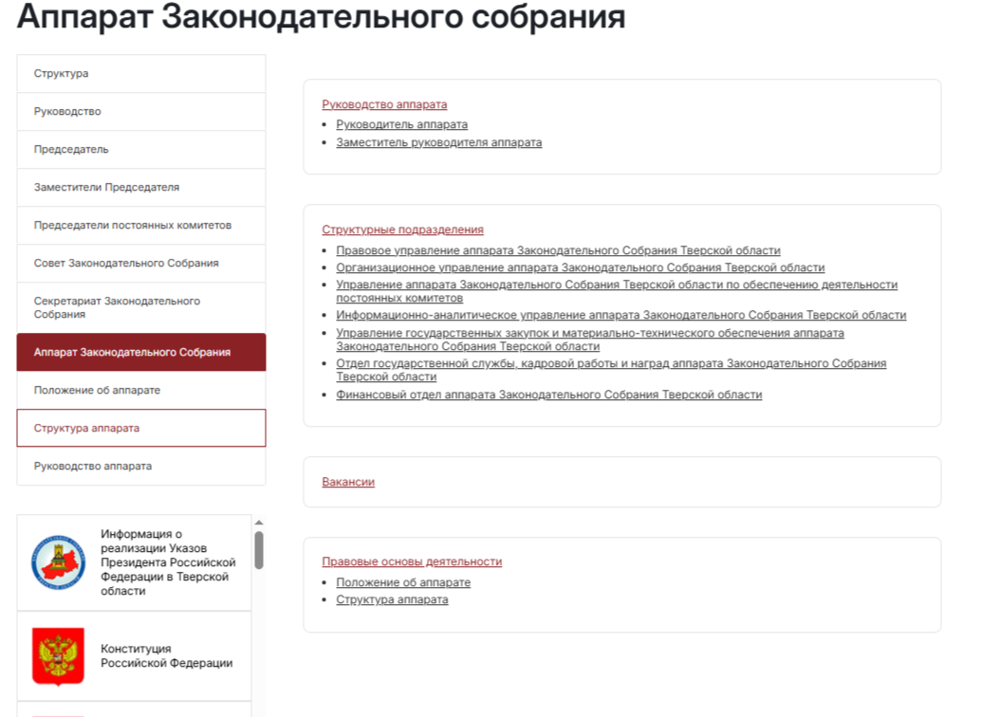 Аппарат Законодательного собрания
Структура
Руководство
Председатель
Заместители Председателя
Председатели постоянных комитетов
Совет Законодательного Собрания
Секретариат Законодательного
Собрания
Аппарат Законодательного Собрания
Положение об аппарате
Структура аппарата
Руководство аппарата
Информация о
реализации Указов
Президента Российской
Федерации в Тверской
области
Конституция
Российской Федерации
Руководство аппарата
Руководитель аппарата
Заместитель руководителя аппарата
Структурные подразделения
Правовое управление аппарата Законодательного Собрания Тверской области
Организационное управление аппарата Законодательного Собрания Тверской области
Управление аппарата Законодательного Собрания Тверской области по обеспечению деятельности
постоянных комитетов
Информационно-аналитическое управление аппарата Законодательного Собрания Тверской области
Управление государственных закупок и материально-технического обеспечения аппарата
Законодательного Собрания Тверской области
Отдел государственной службы, кадровой работы и наград аппарата Законодательного Собрания
Тверской области
Финансовый отдел аппарата Законодательного Собрания Тверской области
Вакансии
Правовые основы деятельности
Положение об аппарате
Структура аппарата